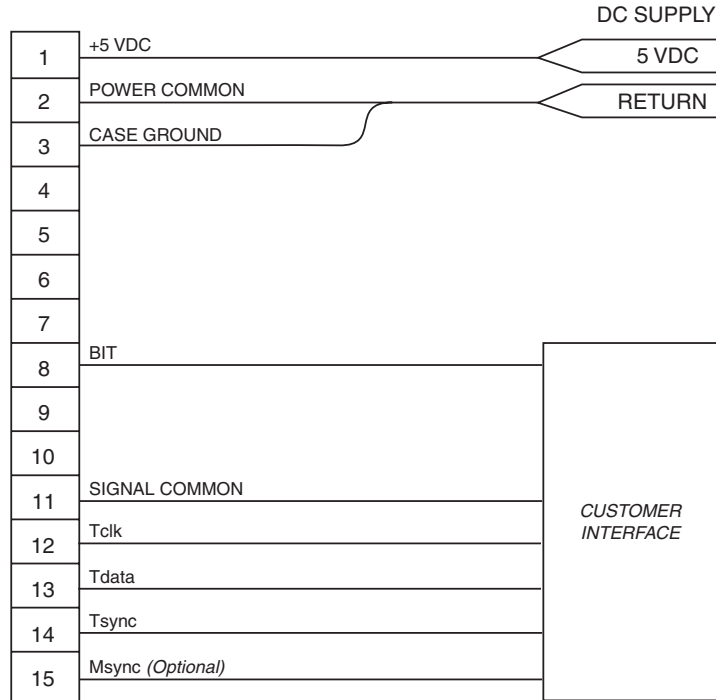 DC SUPPLY
1 +5 VDC 5 VDC
2 POWER COMMON RETURN
3 CASE GROUND
4
5
6
7
8 BIT
9
10
11 SIGNAL COMMON
CUSTOMER
INTERFACE
12 Tclk
13 Tdata
14 Tsync
15 Msync (Optional)